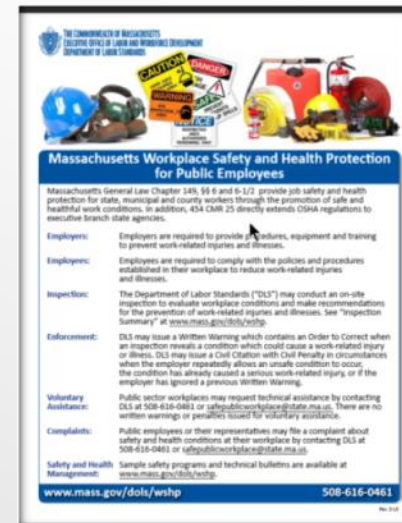 THE COMMONWEALTH OF MASSACHUSETTS
EXECUTIVE OFFICE OF LABOR AND WORKFORCE DEVELOPMENT
DEPARTMENT OF LABOR STANDARDS
CAUTION
DANGER
WARNING
NOTICE
Massachusetts Workplace Safety and Health Protection
for Public Employees
Massachusetts General Law Chapter 149, §§ 6 and 6-1/2 provide job safety and health
protection for state, municipal and county workers through the promotion of safe and
healthful work conditions. In addition, 454 CMR 25 directly extends OSHA regulations to
executive branch state agencies.
Employers: Employers are required to provide procedures, equipment and training
to prevent work-related injuries and illnesses.
Employees: Employees are required to comply with the policies and procedures
established in their workplace to reduce work-related injuries
and illnesses.
Inspection: The Department of Labor Standards ("DLS") may conduct an on-site
inspection to evaluate workplace conditions and make recommendations
for the prevention of work-related injuries and illnesses. See "Inspection
Summary" at www.mass.gov/dols/wshp.
Enforcement: DLS may issue a Written Warning which contains an Order to Correct when
an inspection reveals a condition which could cause a work-related injury
or illness. DLS may issue a Civil Citation with Civil Penalty in circumstances
when the employer repeatedly allows an unsafe condition to occur,
the condition has already caused a serious work-related injury, or if the
employer has ignored a previous Written Warning.
Voluntary Assistance: Public sector workplaces may request technical assistance by contacting
DLS at 508-616-0461 or safepublicworkplace@state.ma.us. There are no
written warnings or penalties issued for voluntary assistance.
Complaints: Public employees or their representatives may file a complaint about
safety and health conditions at their workplace by contacting DLS at
508-616-0461 or safepublicworkplace@state.ma.us.
Safety and Health Management: Sample safety programs and technical bulletins are available at
www.mass.gov/dols/wshp.
www.mass.gov/dols/wshp 508-616-0461